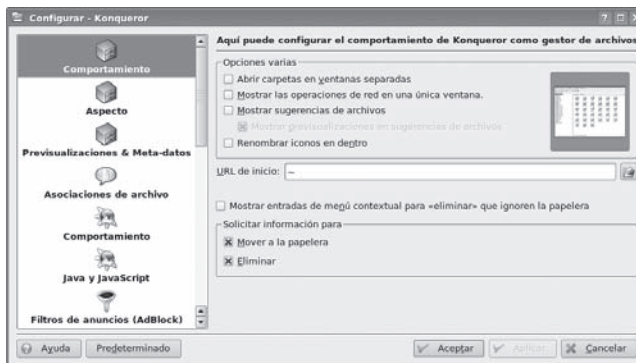 Configurar - Konqueror
Comportamiento
Aspecto
Previsualizaciones & Meta-datos
Asociaciones de archivo
Comportamiento
Java y JavaScript
Filtros de anuncios (AdBlock)
Aquí puede configurar el comportamiento de Konqueror como gestor de archivos
Opciones varias
Abrir carpetas en ventanas separadas
Mostrar las operaciones de red en una única ventana.
Mostrar sugerencias de archivos
Mostrar previsualizaciones en sugerencias de archivos
Renombrar iconos en dentro
URL de inicio: ~
Mostrar entradas de menú contextual para «eliminar» que ignoren la papelera
Solicitar información para
Mover a la papelera
Eliminar
Ayuda Predeterminado Aceptar Aplicar Cancelar